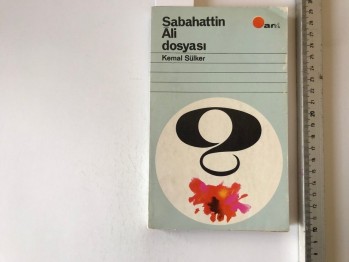 Sabahattin
Ali
dosyası
Kemal Sülker
ant